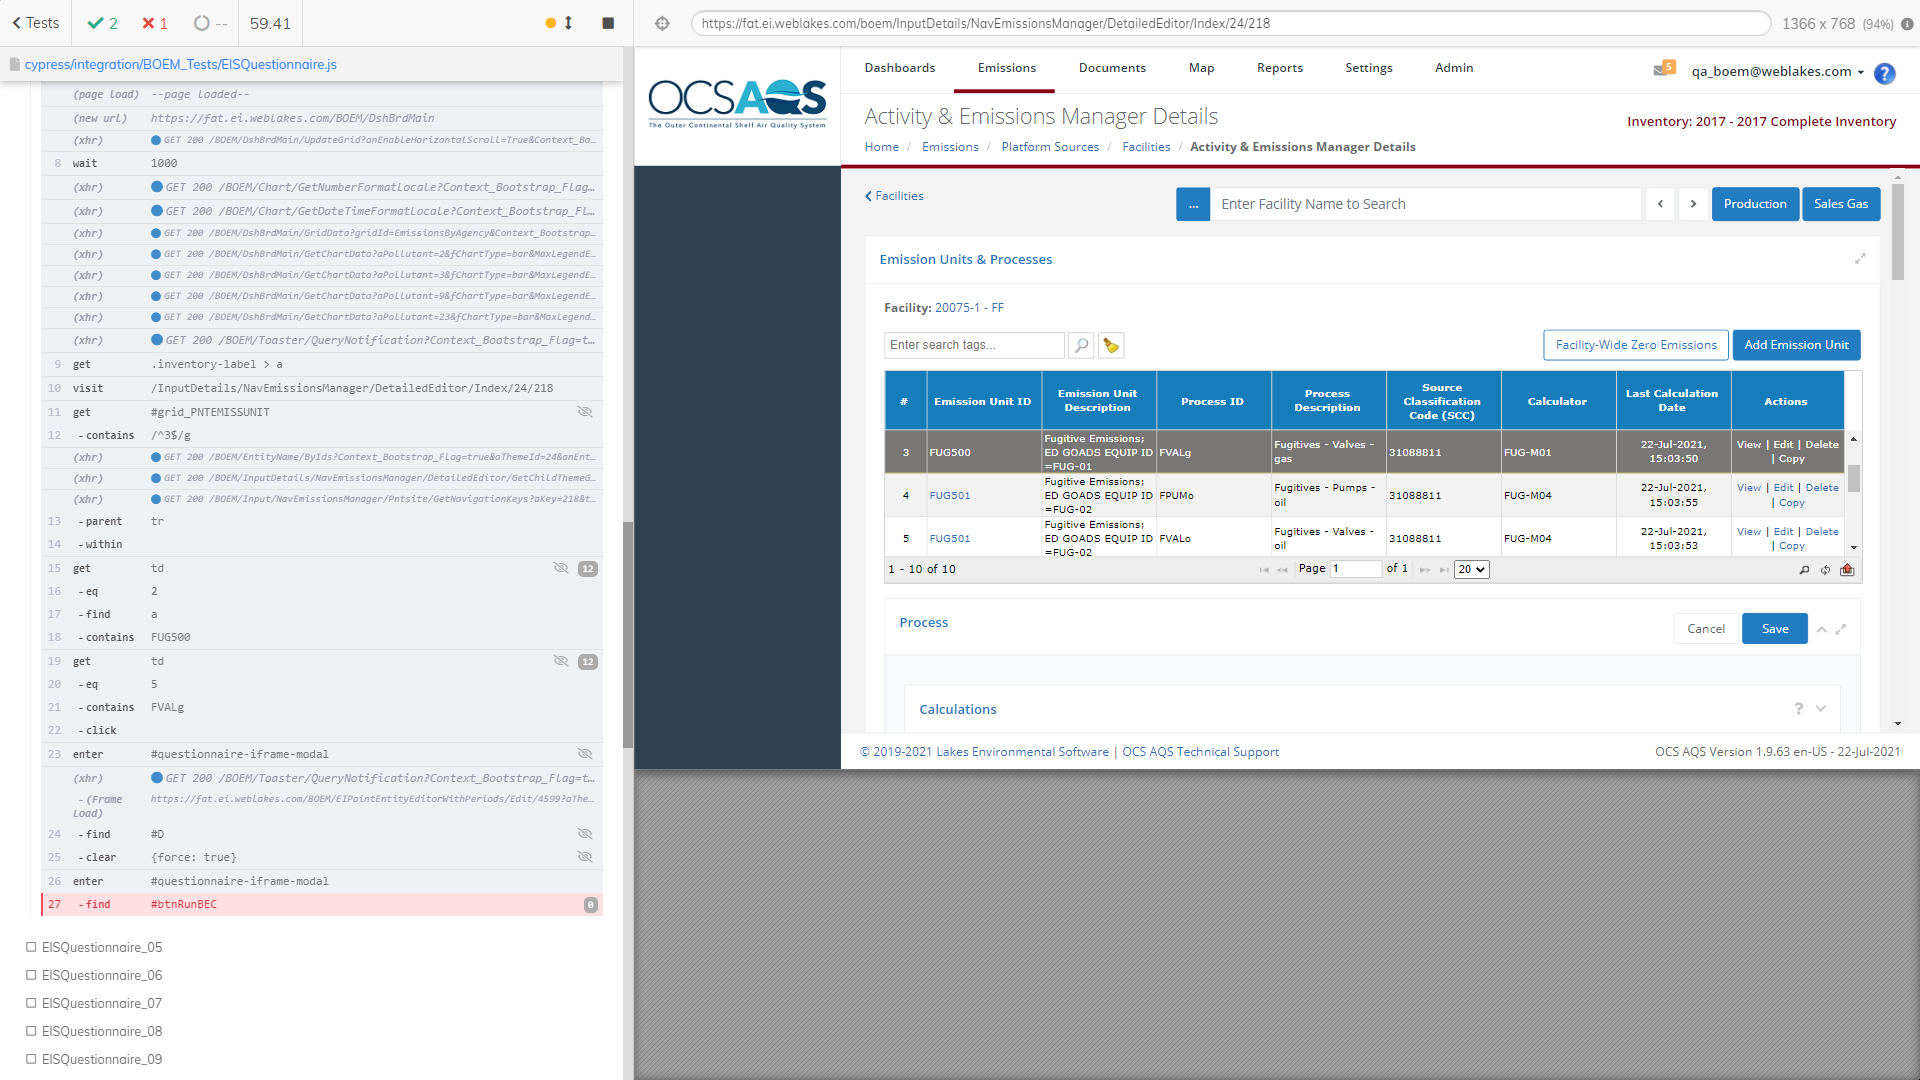 Tests
2
1
--
59.41
cypress/integration/BOEM_Tests/EISQuestionnaire.js
(page load) --page loaded--
(new url) https://fat.ei.weblakes.com/BOEM/DshBrdMain
(xhr) GET 200 /BOEM/DshBrdMain/UpdateGrid?anEnableHorizontalScroll=True&Context_Bo...
8 wait 1000
(xhr) GET 200 /BOEM/Chart/GetNumberFormatLocale?Context_Bootstrap_Flag...
(xhr) GET 200 /BOEM/Chart/GetDateTimeFormatLocale?Context_Bootstrap_Fl...
(xhr) GET 200 /BOEM/DshBrdMain/GridData?gridId=EmissionsByAgency&Context_Bootstrap...
(xhr) GET 200 /BOEM/DshBrdMain/GetChartData?aPollutant=2&fChartType=bar&MaxLegendE...
(xhr) GET 200 /BOEM/DshBrdMain/GetChartData?aPollutant=3&fChartType=bar&MaxLegendE...
(xhr) GET 200 /BOEM/DshBrdMain/GetChartData?aPollutant=9&fChartType=bar&MaxLegendE...
(xhr) GET 200 /BOEM/DshBrdMain/GetChartData?aPollutant=23&fChartType=bar&MaxLegend...
(xhr) GET 200 /BOEM/Toaster/QueryNotification?Context_Bootstrap_Flag=t...
9 get .inventory-label > a
10 visit /InputDetails/NavEmissionsManager/DetailedEditor/Index/24/218
11 get #grid_PNTEMISSUNIT
12 -contains /^3$/g
(xhr) GET 200 /BOEM/EntityName/ByIds?Context_Bootstrap_Flag=true&aThemeId=24&anEnt...
(xhr) GET 200 /BOEM/InputDetails/NavEmissionsManager/DetailedEditor/GetChildThemeG...
(xhr) GET 200 /BOEM/Input/NavEmissionsManager/Pntsite/GetNavigationKeys?aKey=218&t...
13 -parent tr
14 -within
15 get td 12
16 -eq 2
17 -find a
18 -contains FUG500
19 get td 12
20 -eq 5
21 -contains FVALg
22 -click
23 enter #questionnaire-iframe-modal
(xhr) GET 200 /BOEM/Toaster/QueryNotification?Context_Bootstrap_Flag=t...
-(Frame Load) https://fat.ei.weblakes.com/BOEM/EIPointEntityEditorWithPeriods/Edit/4599?aThe...
24 -find #D
25 -clear {force: true}
26 enter #questionnaire-iframe-modal
27 -find #btnRunBEC 0
EISQuestionnaire_05
EISQuestionnaire_06
EISQuestionnaire_07
EISQuestionnaire_08
EISQuestionnaire_09
https://fat.ei.weblakes.com/boem/InputDetails/NavEmissionsManager/DetailedEditor/Index/24/218
1366 x 768 (94%)
OCSAQS
The Outer Continental Shelf Air Quality System
Dashboards Emissions Documents Map Reports Settings Admin
5
qa_boem@weblakes.com
?
Activity & Emissions Manager Details
Inventory: 2017 - 2017 Complete Inventory
Home / Emissions / Platform Sources / Facilities / Activity & Emissions Manager Details
Facilities
...
Enter Facility Name to Search
Production
Sales Gas
Emission Units & Processes
Facility: 20075-1 - FF
Enter search tags...
Facility-Wide Zero Emissions
Add Emission Unit
# Emission Unit ID Emission Unit Description Process ID Process Description Source Classification Code (SCC) Calculator Last Calculation Date Actions
3 FUG500 Fugitive Emissions; ED GOADS EQUIP ID =FUG-01 FVALg Fugitives - Valves - gas 31088811 FUG-M01 22-Jul-2021, 15:03:50 View | Edit | Delete | Copy
4 FUG501 Fugitive Emissions; ED GOADS EQUIP ID =FUG-02 FPUMo Fugitives - Pumps - oil 31088811 FUG-M04 22-Jul-2021, 15:03:55 View | Edit | Delete | Copy
5 FUG501 Fugitive Emissions; ED GOADS EQUIP ID =FUG-02 FVALo Fugitives - Valves - oil 31088811 FUG-M04 22-Jul-2021, 15:03:53 View | Edit | Delete | Copy
1 - 10 of 10
Page 1 of 1
20
Process
Cancel
Save
Calculations
?
© 2019-2021 Lakes Environmental Software | OCS AQS Technical Support
OCS AQS Version 1.9.63 en-US - 22-Jul-2021